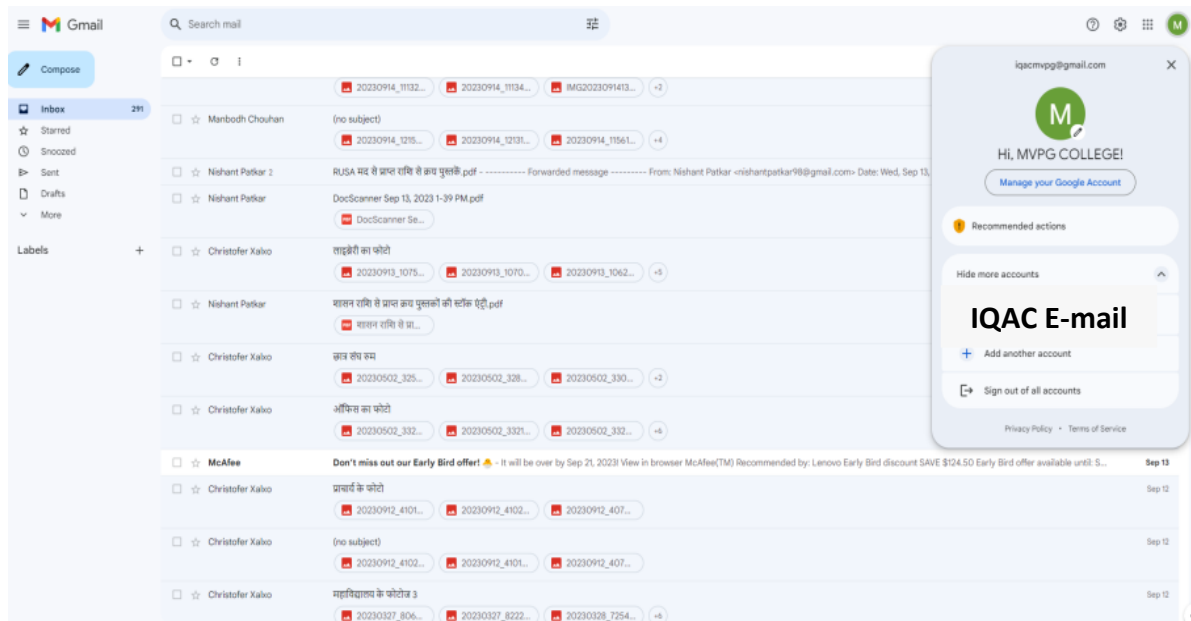 Gmail
Search mail
M
Compose
Inbox 291
Starred
Snoozed
Sent
Drafts
More
Labels +
20230914_11132... 20230914_11134... IMG2023091413... +2
Manbodh Chouhan (no subject)
20230914_1215... 20230914_12131... 20230914_11561... +4
Nishant Patkar 2 RUSA मद से प्राप्त राशि से क्रय पुस्तकें.pdf - ---------- Forwarded message --------- From: Nishant Patkar <nishantpatkar98@gmail.com> Date: Wed, Sep 13,
Nishant Patkar DocScanner Sep 13, 2023 1-39 PM.pdf
PDF DocScanner Se...
Christofer Xalxo लाइब्रेरी का फोटो
20230913_1075... 20230913_1070... 20230913_1062... +5
Nishant Patkar शासन राशि से प्राप्त क्रय पुस्तकों की स्टॉक एंट्री.pdf
PDF शासन राशि से प्रा...
Christofer Xalxo छात्र संघ रुम
20230502_325... 20230502_328... 20230502_330... +2
Christofer Xalxo ऑफिस का फोटो
20230502_332... 20230502_3321... 20230502_332... +6
McAfee Don't miss out our Early Bird offer! 🐣 - It will be over by Sep 21, 2023! View in browser McAfee(TM) Recommended by: Lenovo Early Bird discount SAVE $124.50 Early Bird offer available until: S... Sep 13
Christofer Xalxo प्राचार्य के फोटो Sep 12
20230912_4101... 20230912_4102... 20230912_407...
Christofer Xalxo (no subject) Sep 12
20230912_4102... 20230912_4101... 20230912_407...
Christofer Xalxo महाविद्यालय के फोटोज 3 Sep 12
20230327_806... 20230327_8222... 20230328_7254... +6
iqacmvpg@gmail.com
M
Hi, MVPG COLLEGE!
Manage your Google Account
Recommended actions
Hide more accounts
IQAC E-mail
+ Add another account
Sign out of all accounts
Privacy Policy • Terms of Service